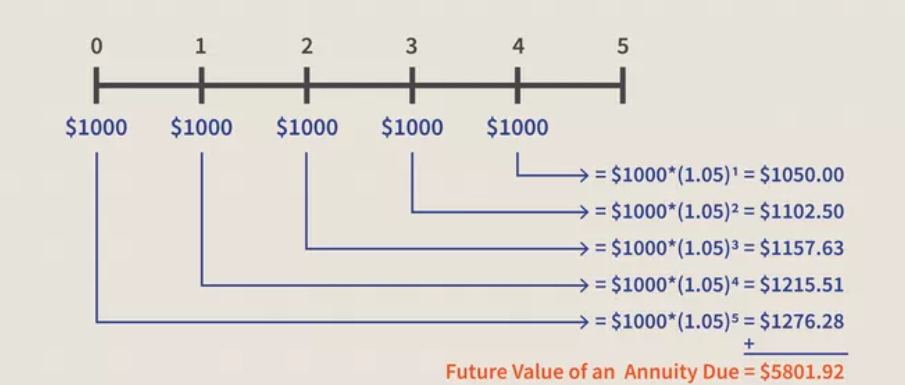 0 1 2 3 4 5
$1000 $1000 $1000 $1000 $1000
= $1000*(1.05)¹ = $1050.00
= $1000*(1.05)² = $1102.50
= $1000*(1.05)³ = $1157.63
= $1000*(1.05)⁴ = $1215.51
= $1000*(1.05)⁵ = $1276.28
+
Future Value of an Annuity Due = $5801.92